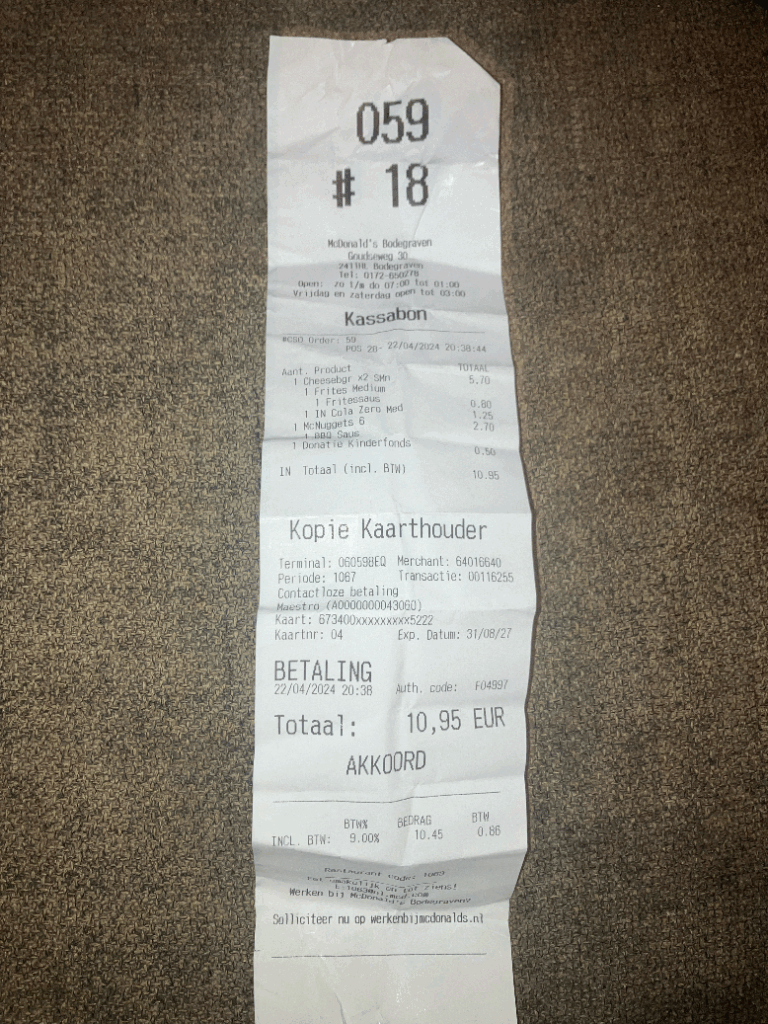 059
# 18
McDonald's Bodegraven
Goudseweg 30
2411HL Bodegraven
Tel: 0172-650778
Open: zo t/m do 07:00 tot 01:00
Vrijdag en zaterdag open tot 03:00
Kassabon
Order: 59
POS 20- 22/04/2024 20:38:44
Aant. Product TOTAAL
1 Cheesebgr x2 SMn 5.70
1 Frites Medium
1 Fritessaus 0.80
1 IN Cola Zero Med 1.25
1 McNuggets 6 2.70
1 BBQ Saus
1 Donatie Kinderfonds 0.50
IN Totaal (incl. BTW) 10.95
Kopie Kaarthouder
Terminal: 060598EQ Merchant: 64016640
Periode: 1067 Transactie: 00116255
Contactloze betaling
Maestro (A0000000043060)
Kaart: 673400xxxxxxxxx5222
Kaartnr: 04 Exp. Datum: 31/08/27
BETALING
22/04/2024 20:38 Auth. code: F04997
Totaal: 10,95 EUR
AKKOORD
BTW% BEDRAG BTW
INCL. BTW: 9.00% 10.45 0.86
en tot ziens!
Werken bij McDonald's Bodegraven?
Solliciteer nu op werkenbijmcdonalds.nl